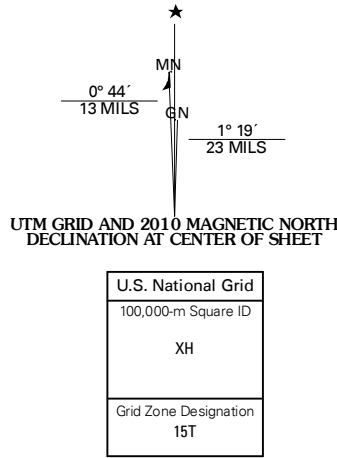 MN
0° 44´
13 MILS
GN
1° 19´
23 MILS
UTM GRID AND 2010 MAGNETIC NORTH
DECLINATION AT CENTER OF SHEET
U.S. National Grid
100,000-m Square ID
XH
Grid Zone Designation
15T